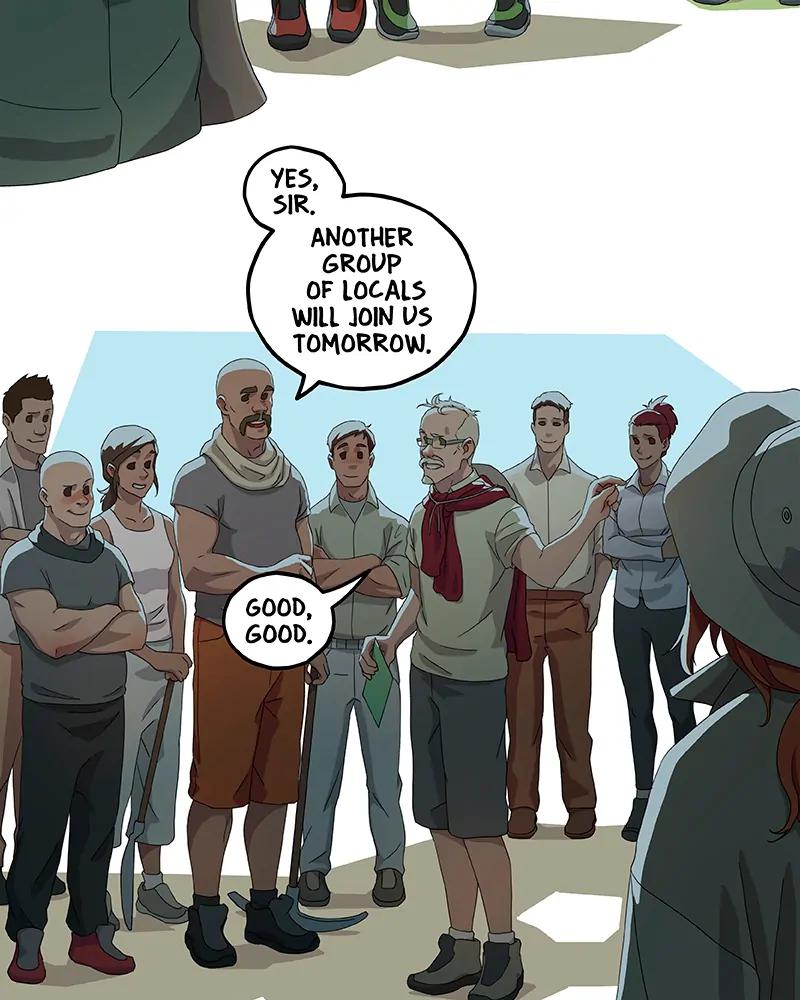 YES,
SIR.
ANOTHER
GROUP
OF LOCALS
WILL JOIN US
TOMORROW.
GOOD,
GOOD.